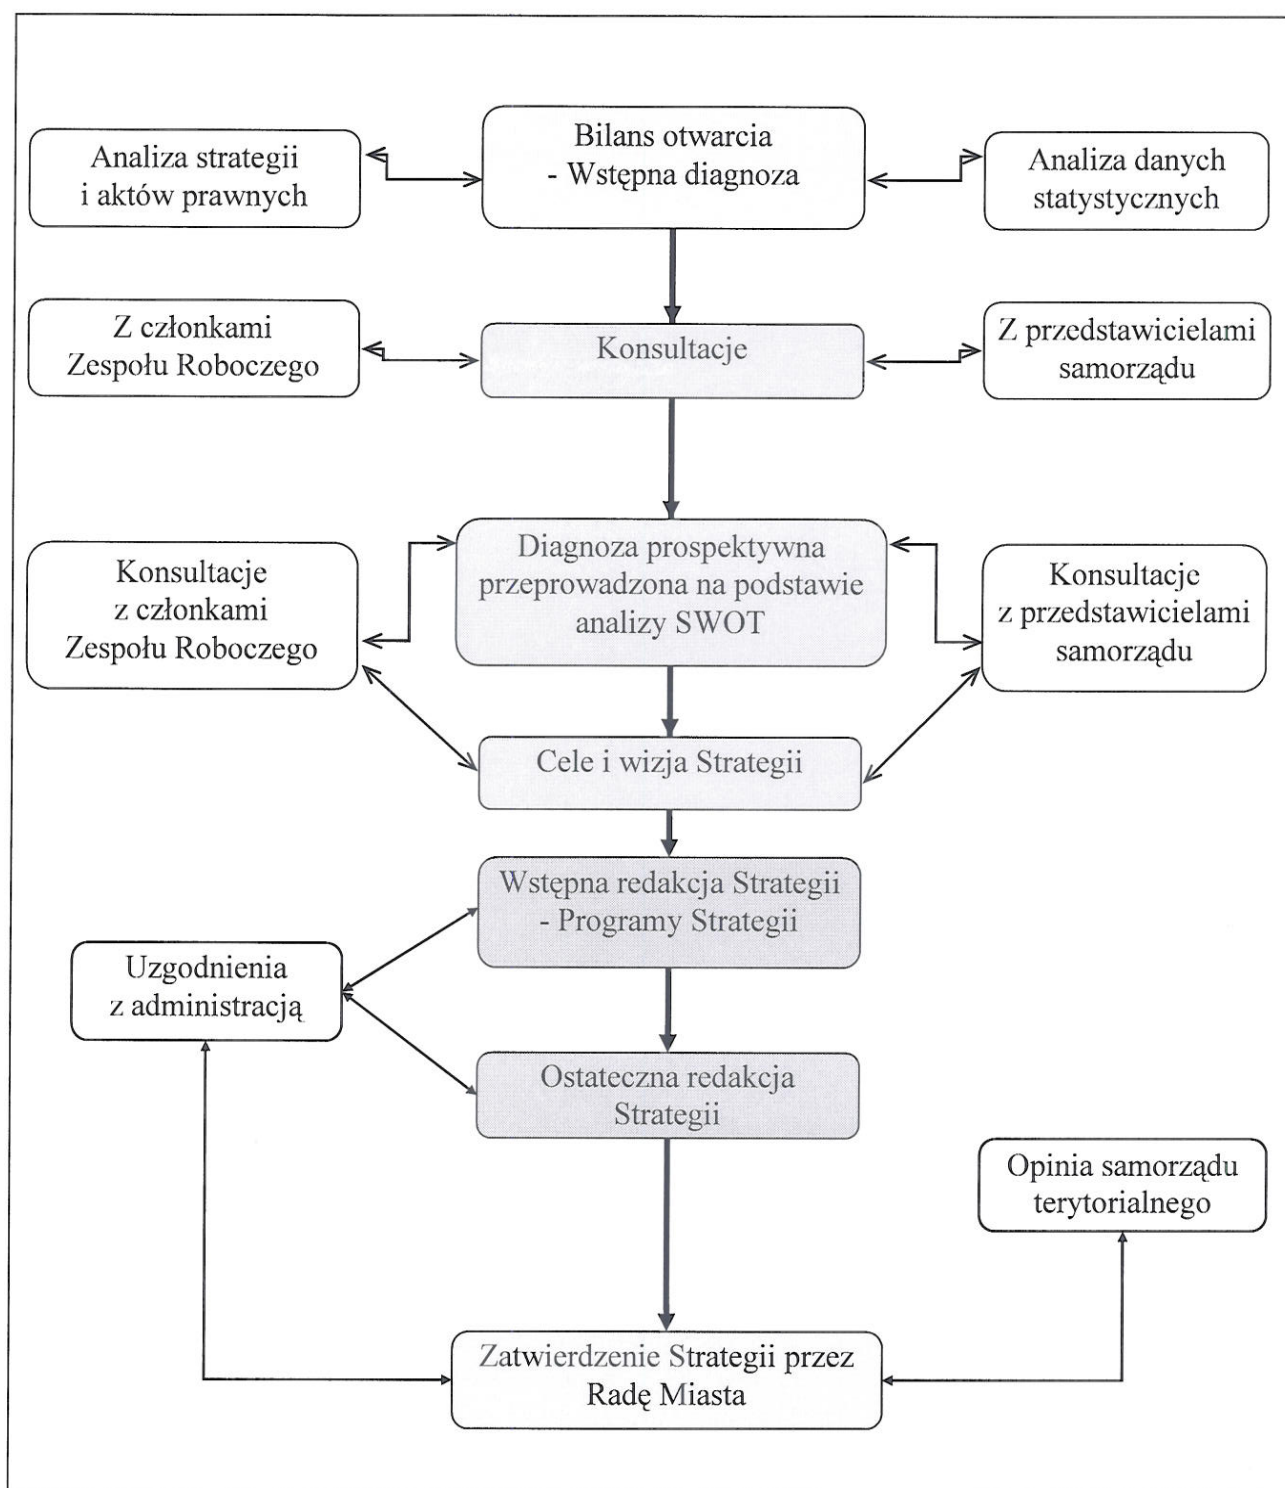 Bilans otwarcia
- Wstępna diagnoza
Analiza strategii
i aktów prawnych
Analiza danych
statystycznych
Z członkami
Zespołu Roboczego
Konsultacje
Z przedstawicielami
samorządu
Konsultacje
z członkami
Zespołu Roboczego
Diagnoza prospektywna
przeprowadzona na podstawie
analizy SWOT
Konsultacje
z przedstawicielami
samorządu
Cele i wizja Strategii
Wstępna redakcja Strategii
- Programy Strategii
Uzgodnienia
z administracją
Ostateczna redakcja
Strategii
Opinia samorządu
terytorialnego
Zatwierdzenie Strategii przez
Radę Miasta